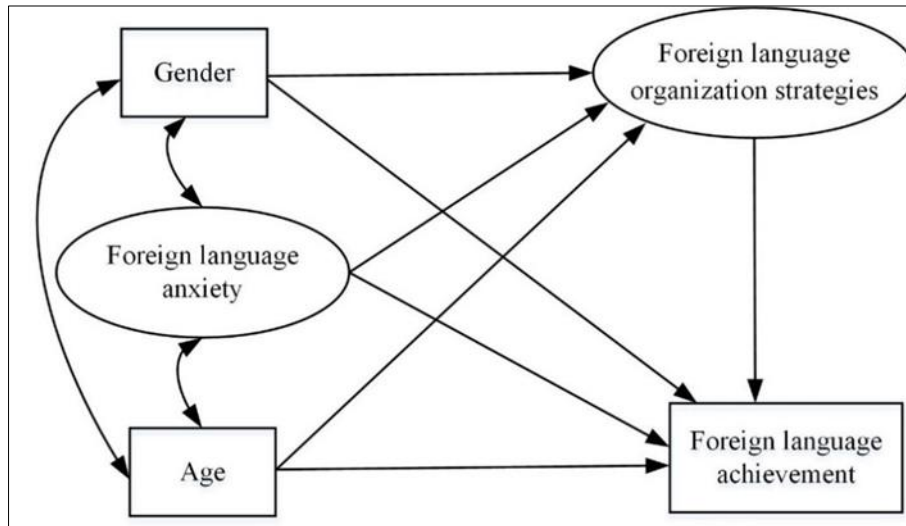 Gender
Foreign language
organization strategies
Foreign language
anxiety
Age
Foreign language
achievement